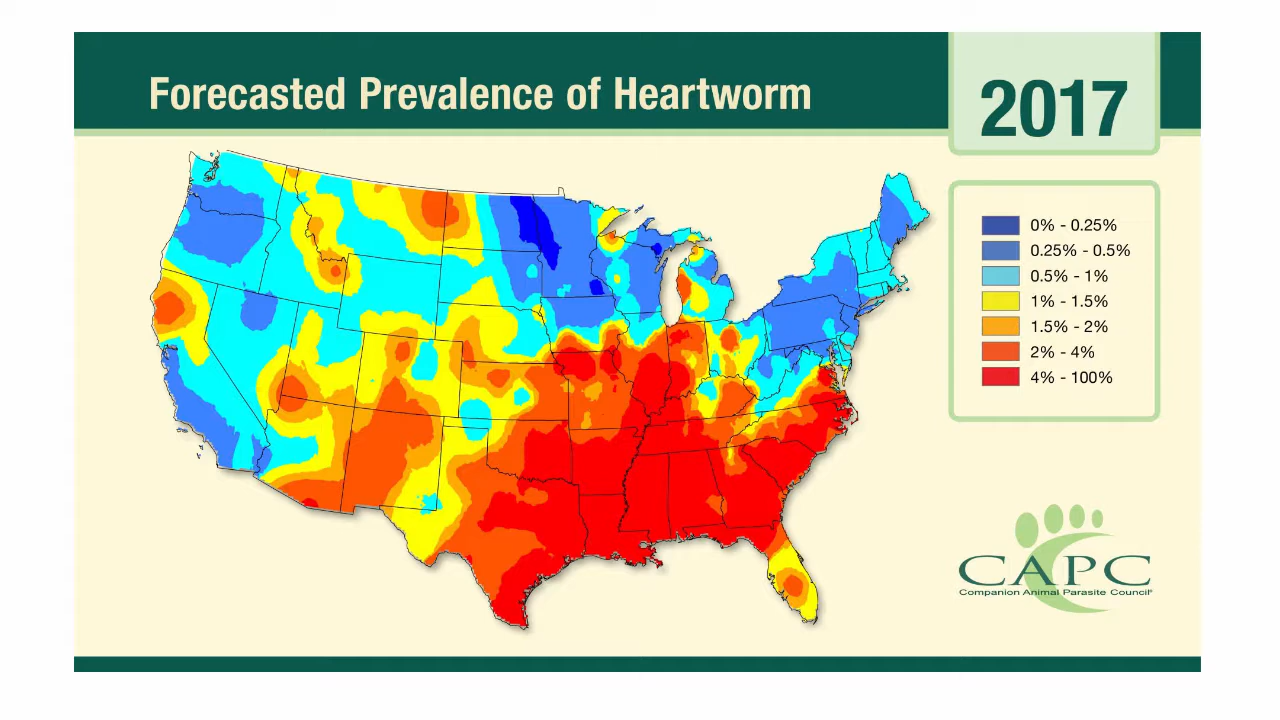 Forecasted Prevalence of Heartworm
2017
0% - 0.25%
0.25% - 0.5%
0.5% - 1%
1% - 1.5%
1.5% - 2%
2% - 4%
4% - 100%
CAPC
Companion Animal Parasite Council®